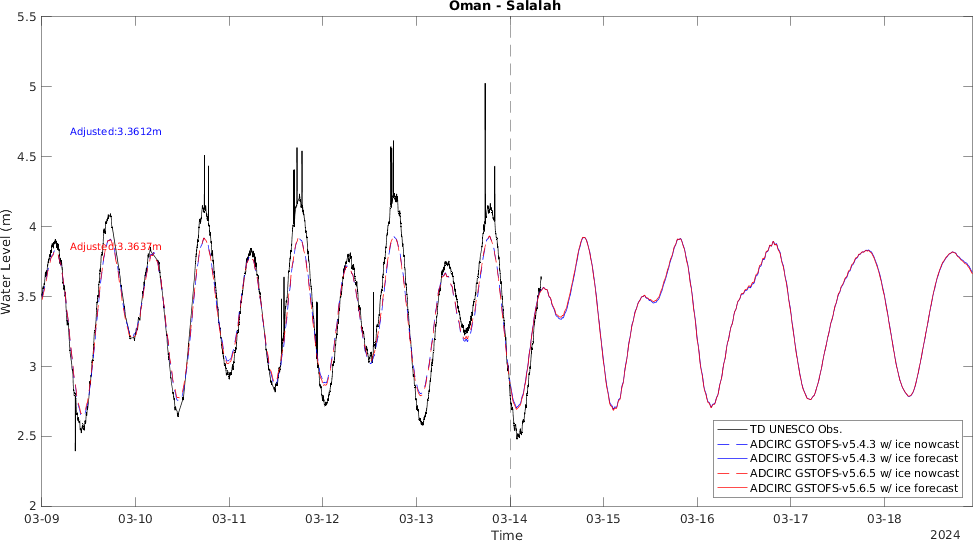 Oman - Salalah
5.5
5
4.5
4
3.5
3
2.5
2
Water Level (m)
Adjusted:3.3612m
Adjusted:3.3637m
TD UNESCO Obs.
ADCIRC GSTOFS-v5.4.3 w/ ice nowcast
ADCIRC GSTOFS-v5.4.3 w/ ice forecast
ADCIRC GSTOFS-v5.6.5 w/ ice nowcast
ADCIRC GSTOFS-v5.6.5 w/ ice forecast
03-09 03-10 03-11 03-12 03-13 03-14 03-15 03-16 03-17 03-18
Time
2024